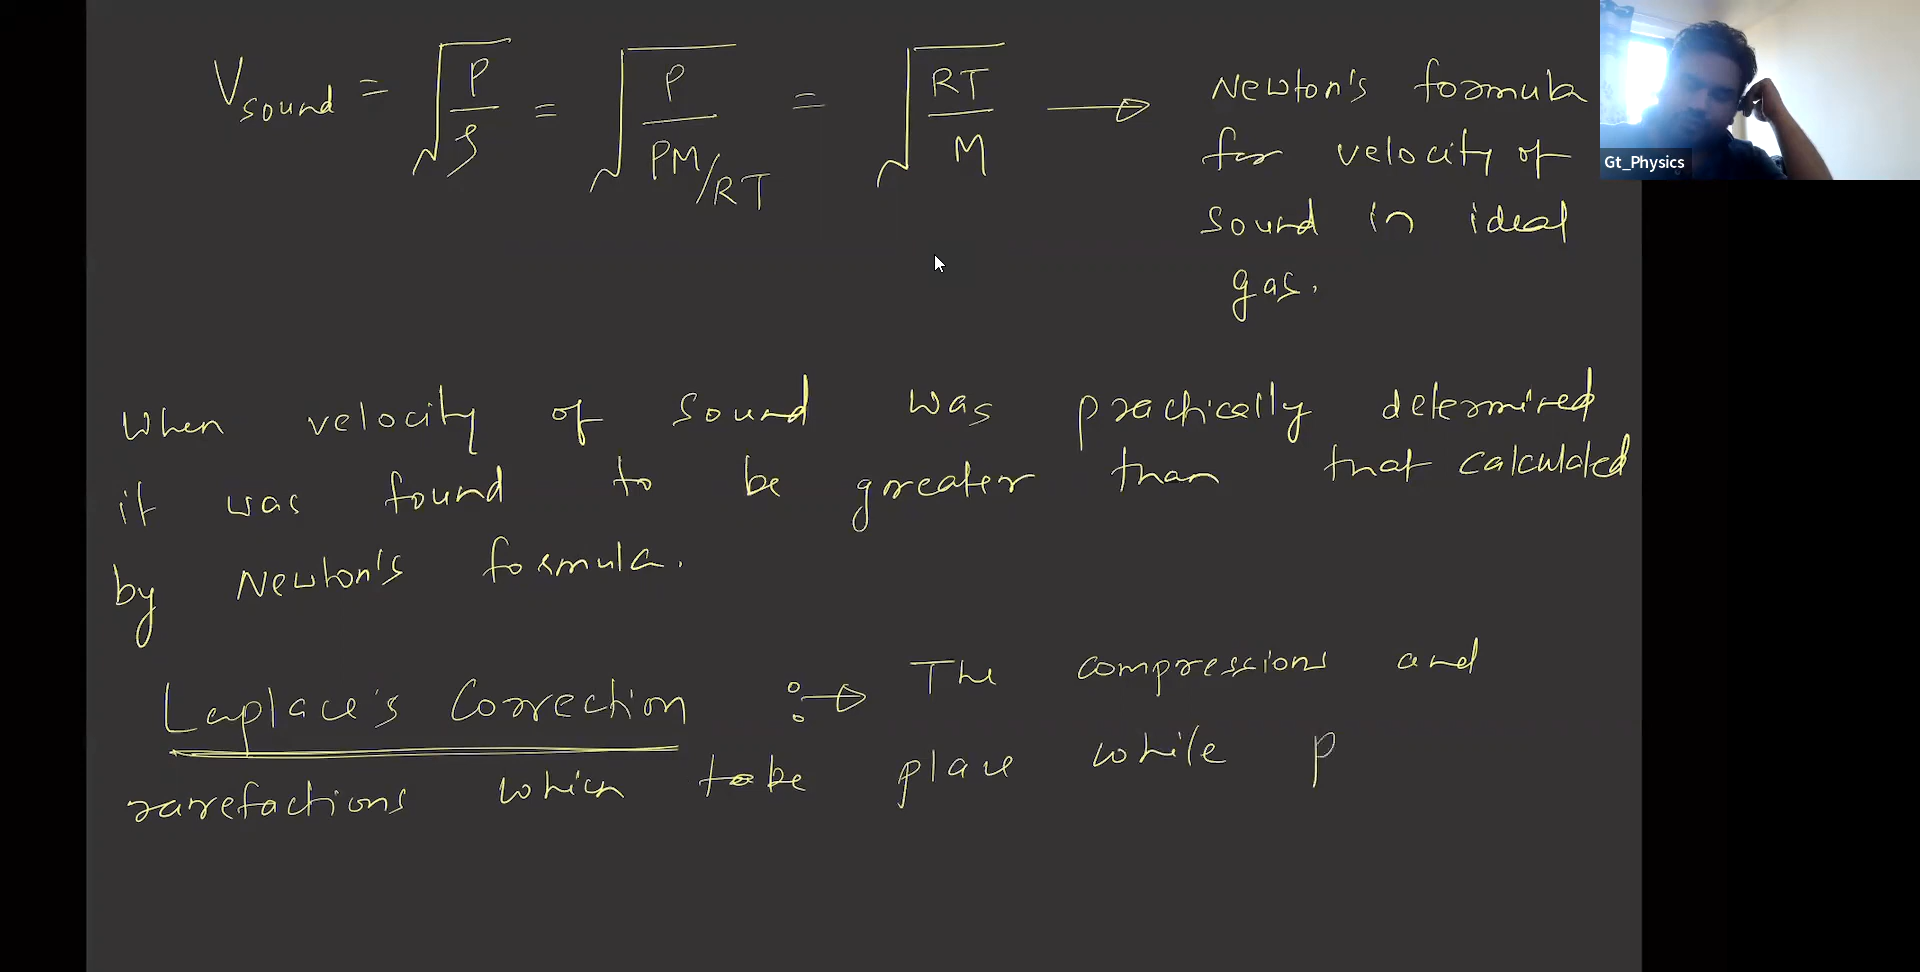 V sound = √P/ρ = √P/PM/RT = √RT/M → Newton's formula
for velocity of
sound in ideal
gas.
Gt_Physics
When velocity of sound was practically determined
it was found to be greater than that calculated
by Newton's formula.
Laplace's Correction :→ The compressions and
rarefactions which take place while p